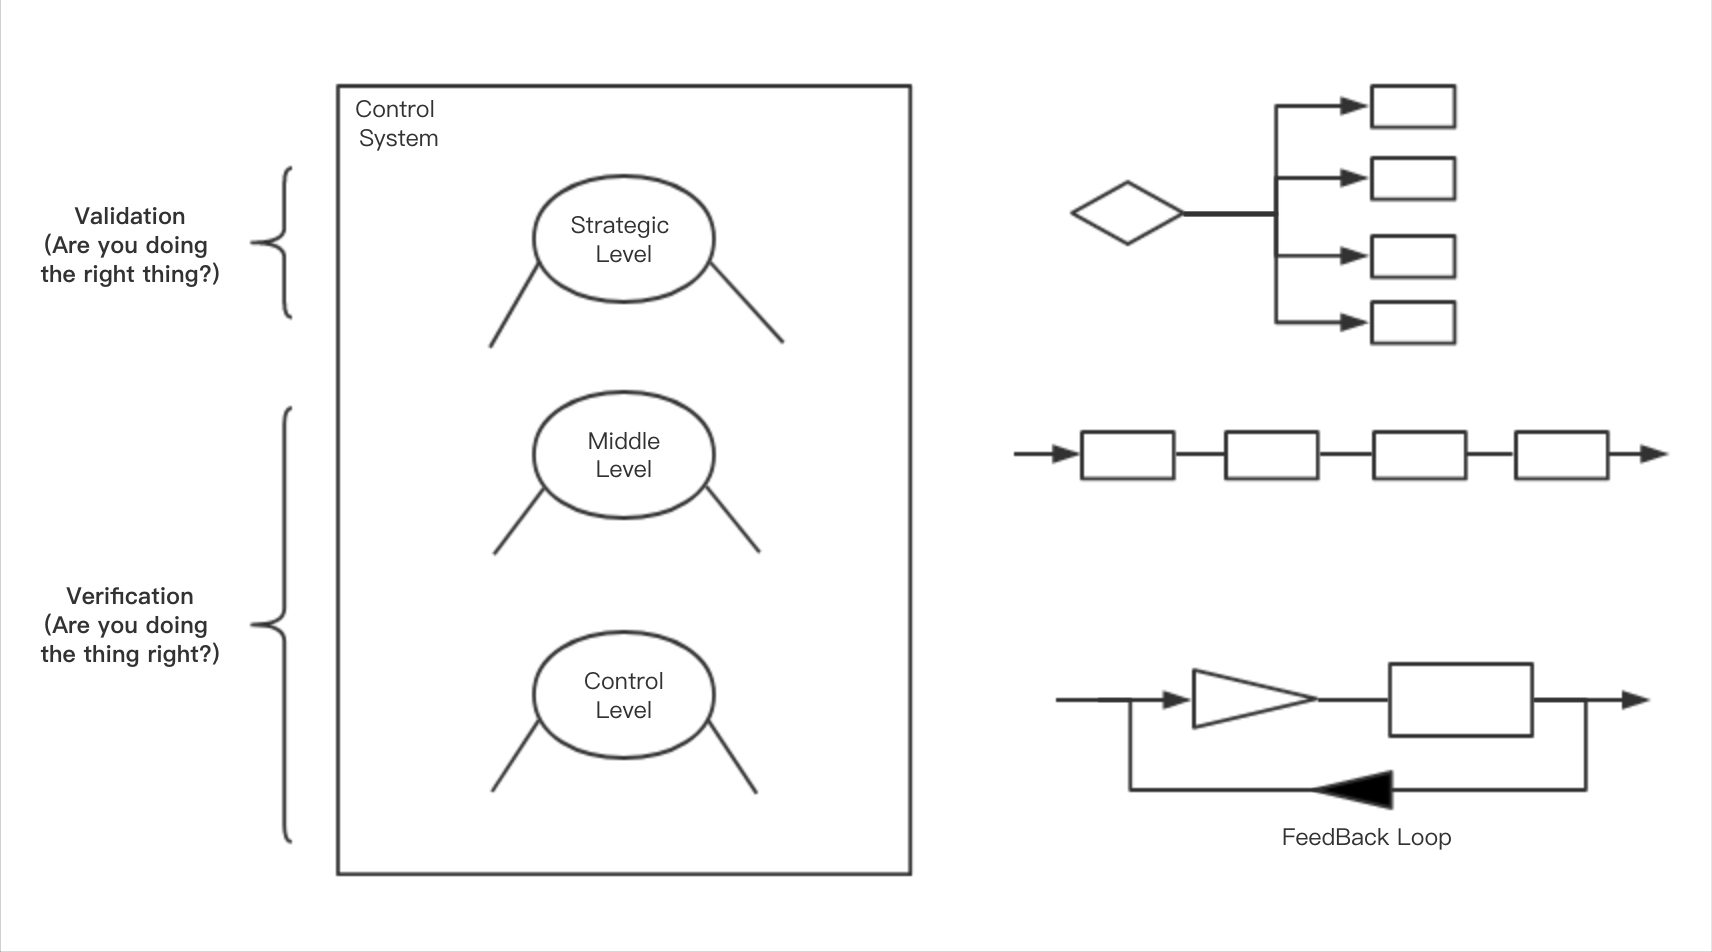 Control
System
Validation
(Are you doing
the right thing?)
Strategic
Level
Middle
Level
Verification
(Are you doing
the thing right?)
Control
Level
FeedBack Loop